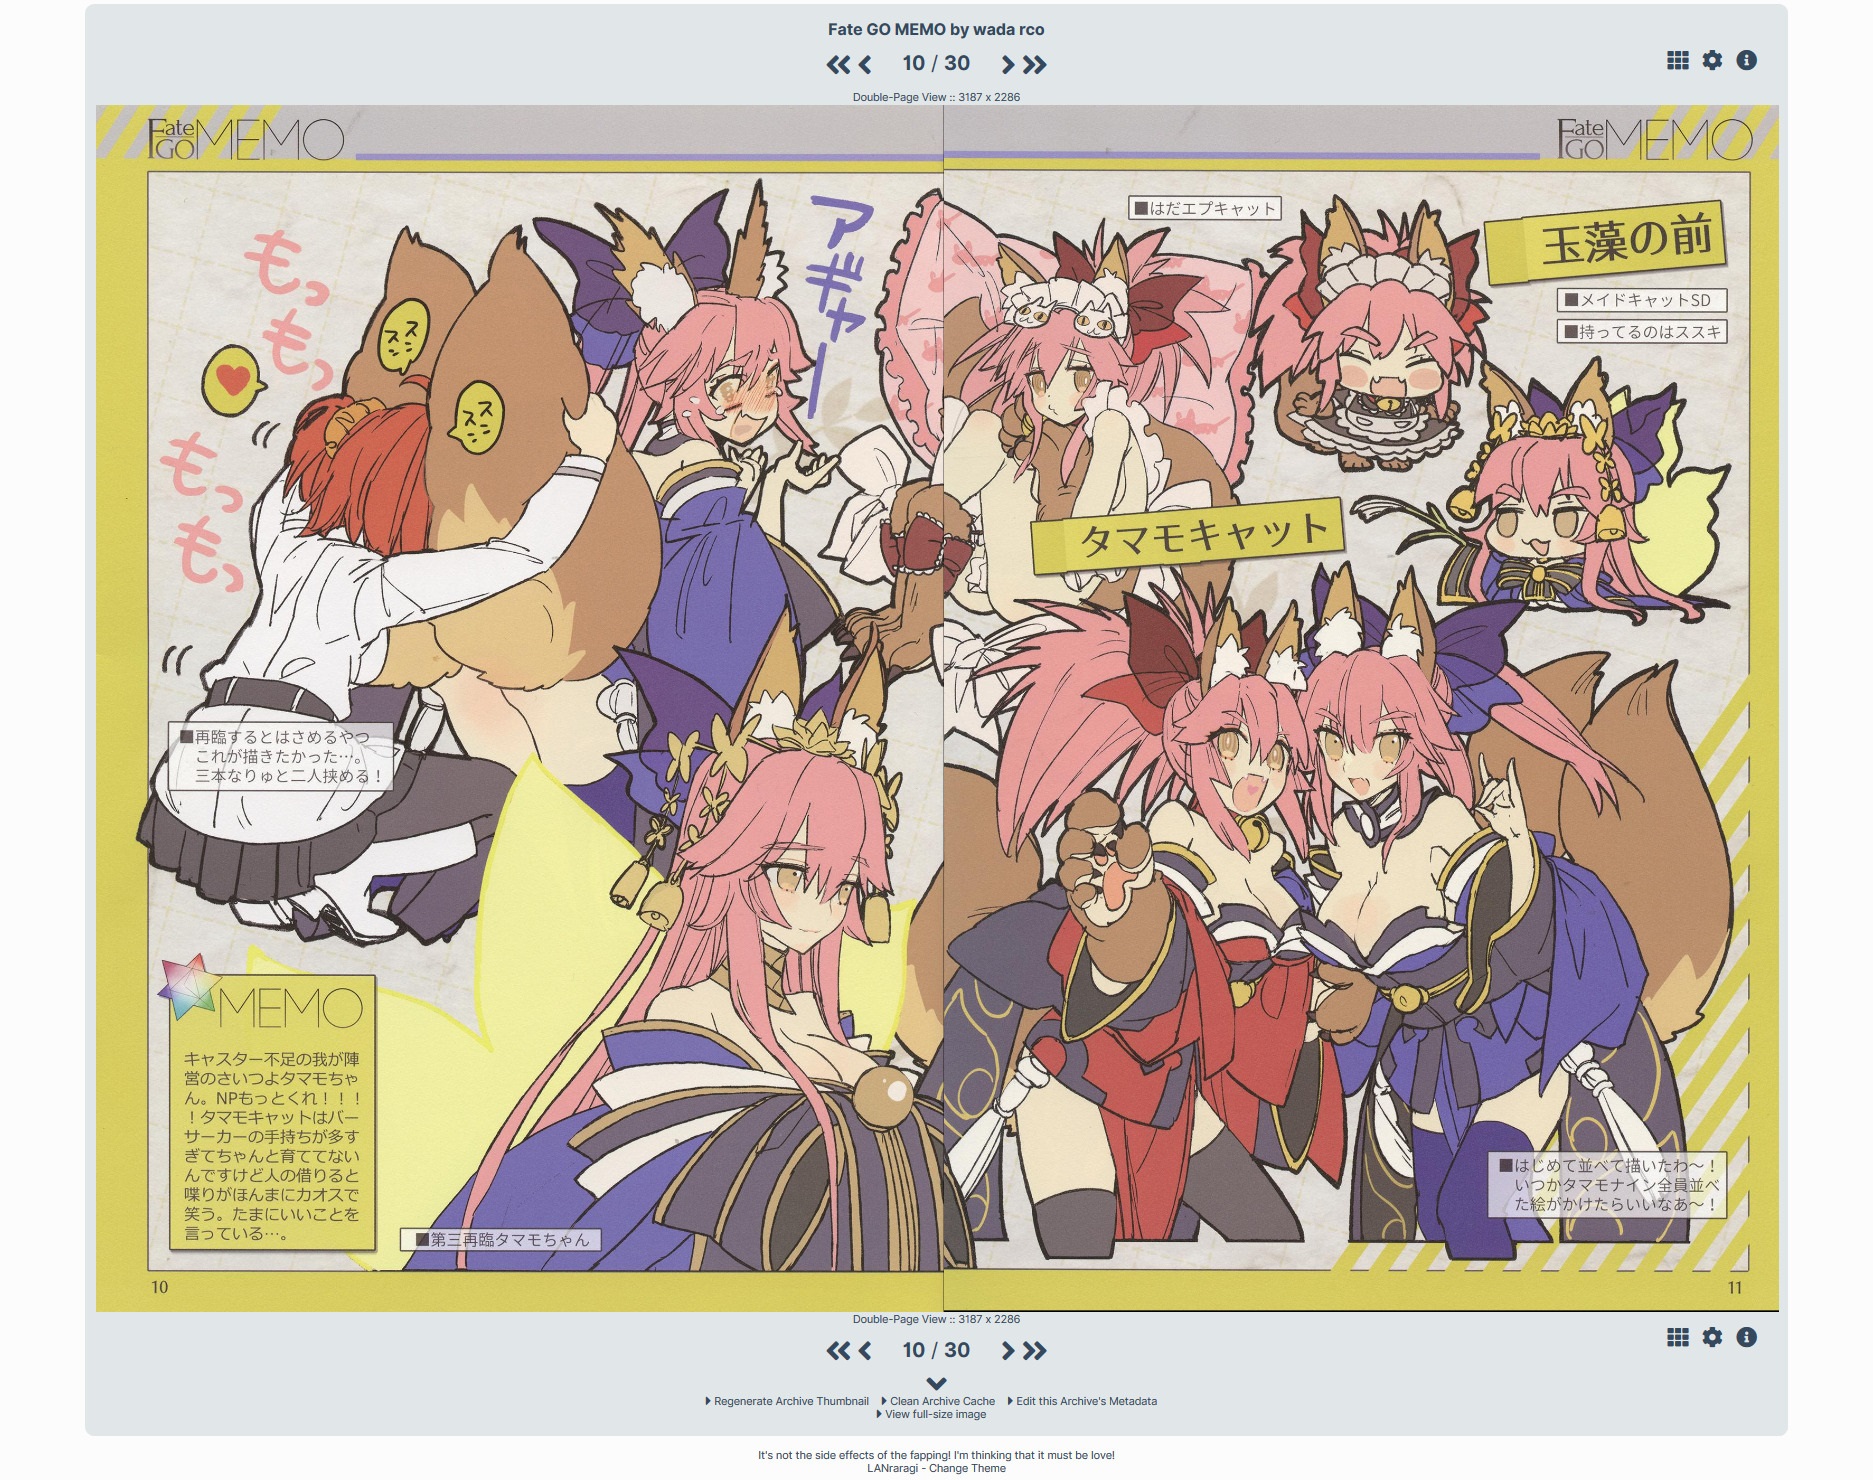 Fate GO MEMO by wada rco
10 / 30
Double-Page View :: 3187 x 2286
Fate
GO MEMO
Fate
GO MEMO
もっ
もっ
もっ
もっ
スンスン
スンスン
アギャー
■再臨するとはさめるやつ
これが描きたかった…。
三本なりゅと二人挟める！
MEMO
キャスター不足の我が陣
営のさいつよタマモちゃ
ん。NPもっとくれ！！！
！タマモキャットはバー
サーカーの手持ちが多す
ぎてちゃんと育ててない
んですけど人の借りると
喋りがほんまにカオスで
笑う。たまにいいことを
言っている…。
■第三再臨タマモちゃん
10
■はだエプキャット
玉藻の前
■メイドキャットSD
■持ってるのはススキ
タマモキャット
■はじめて並べて描いたわ〜！
いつかタマモナイン全員並べ
た絵がかけたらいいなあ〜！
11
Double-Page View :: 3187 x 2286
10 / 30
Regenerate Archive Thumbnail Clean Archive Cache Edit this Archive's Metadata
View full-size image
It's not the side effects of the fapping! I'm thinking that it must be love!
LANraragi - Change Theme